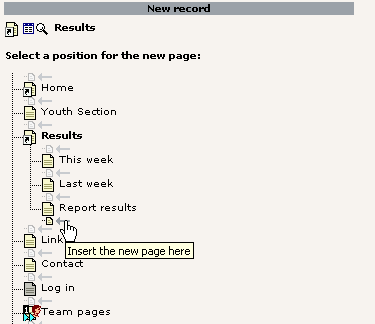 New record
Results
Select a position for the new page:
Home
Youth Section
Results
This week
Last week
Report results
Link
Insert the new page here
Contact
Log in
Team pages